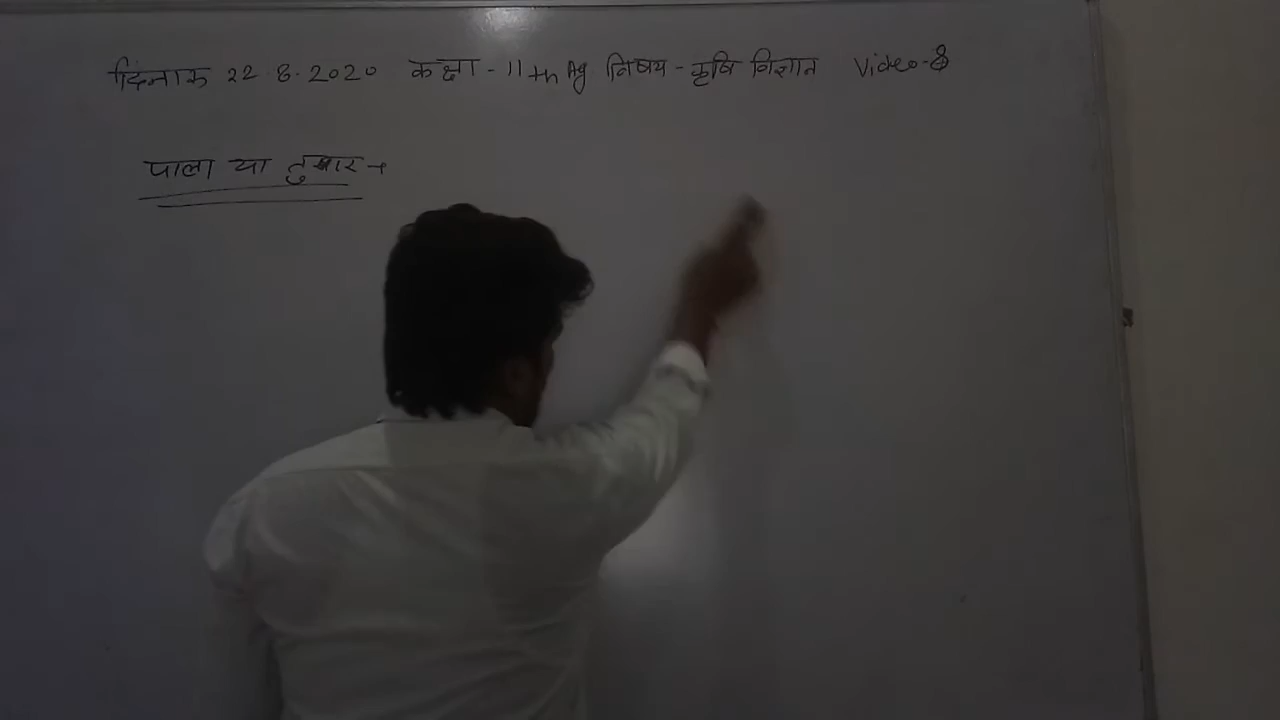 दिनांक 22.8.2020 कक्षा - 11th Ag विषय - कृषि विज्ञान Video-8
पाला या तुषार →